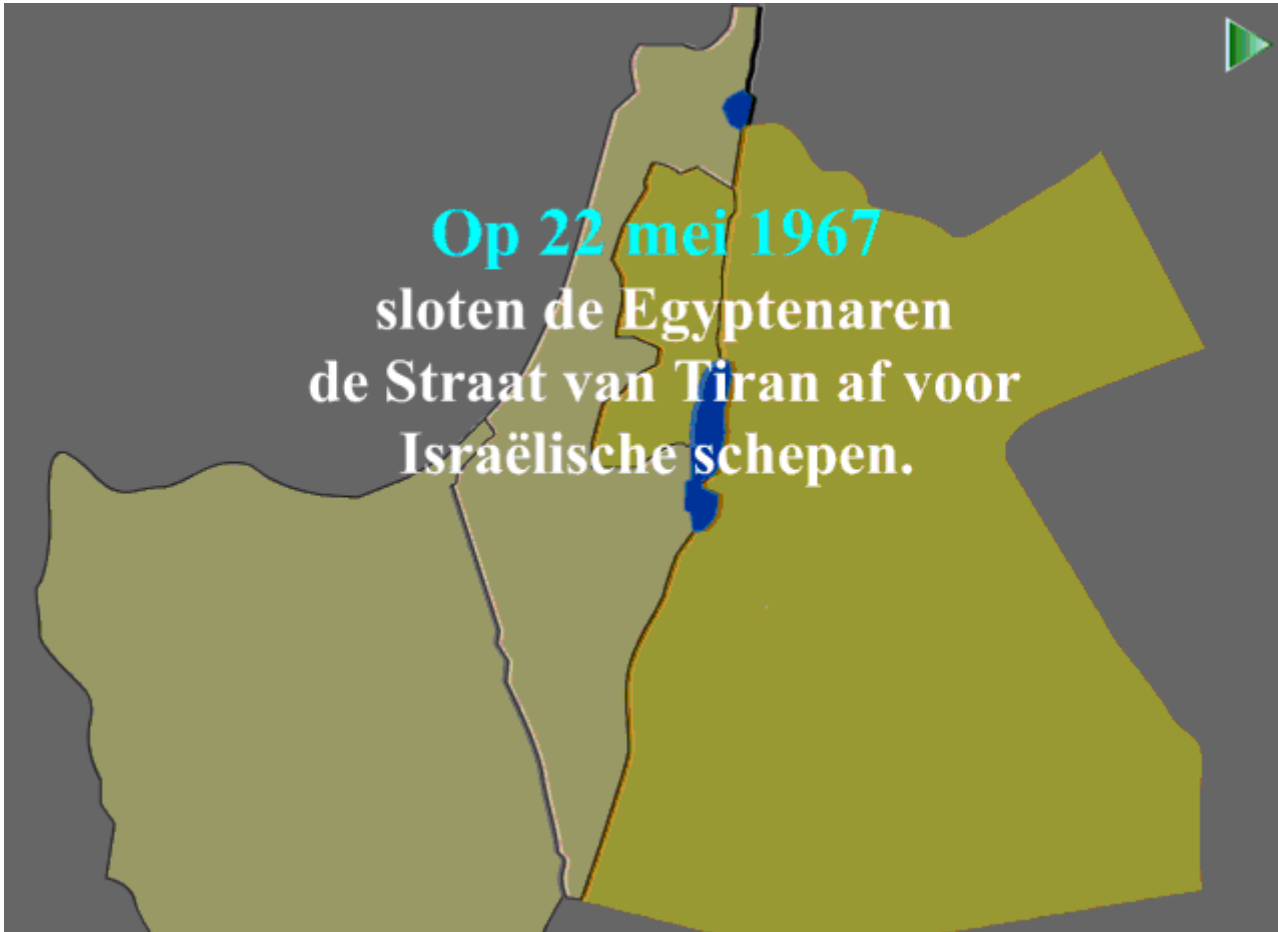 Op 22 mei 1967
sloten de Egyptenaren
de Straat van Tiran af voor
Israëlische schepen.